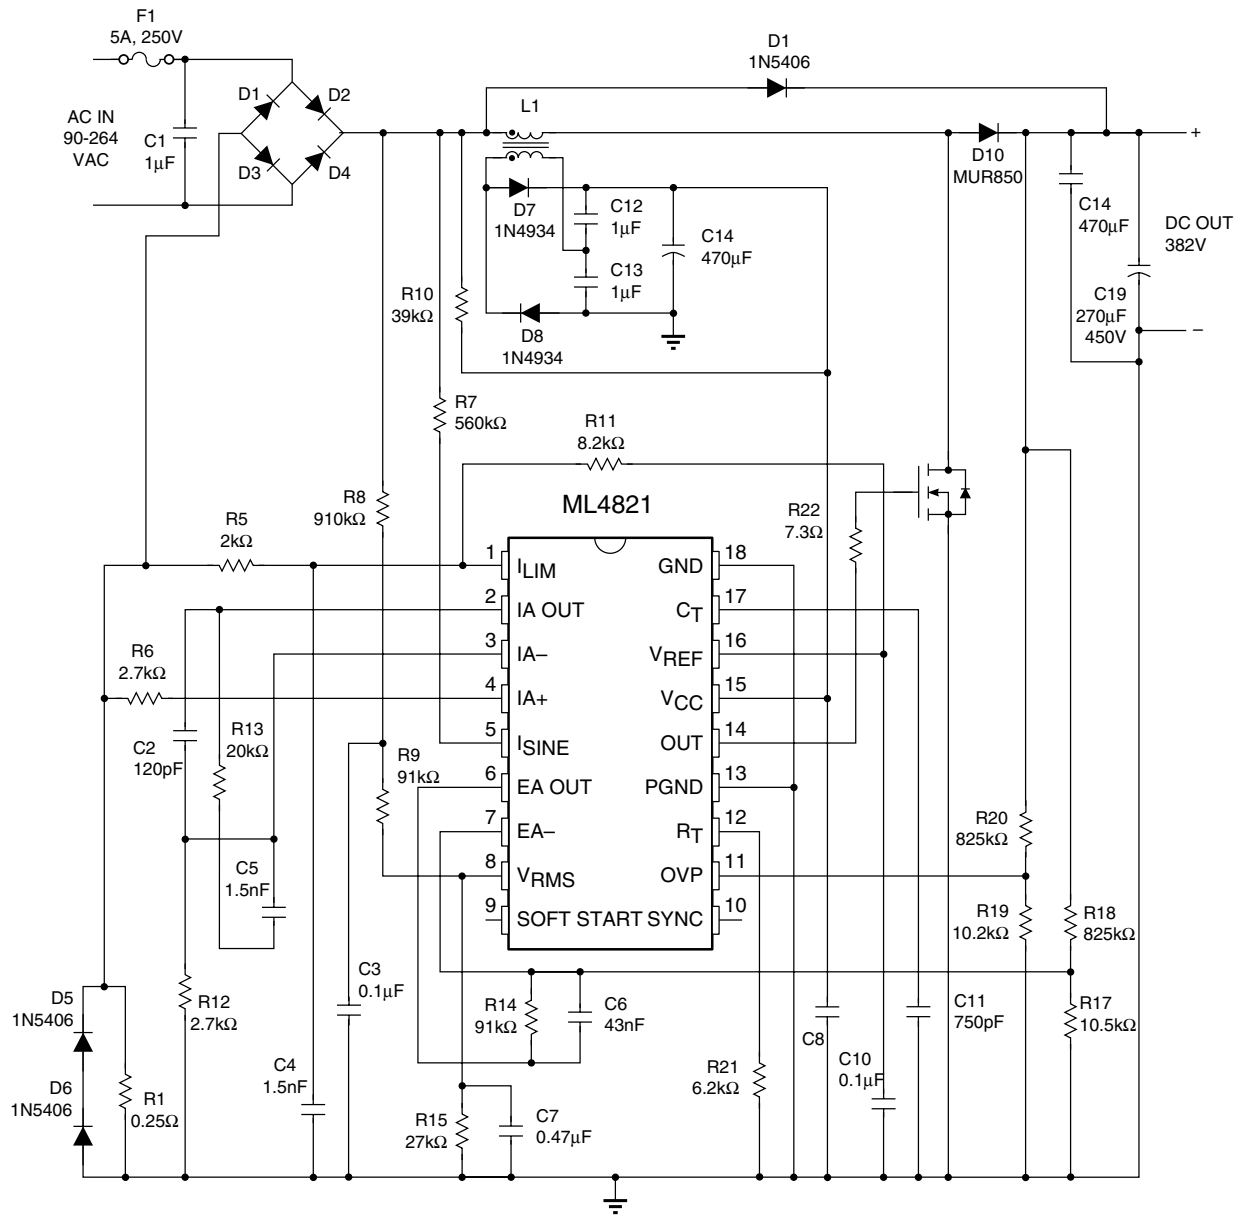 F1
5A, 250V
AC IN
90-264
VAC
C1
1µF
D1
D2
D3
D4
D1
1N5406
L1
D7
1N4934
C12
1µF
C13
1µF
C14
470µF
D8
1N4934
D10
MUR850
+
C14
470µF
DC OUT
382V
C19
270µF
450V
–
R10
39kΩ
R7
560kΩ
R11
8.2kΩ
R8
910kΩ
R22
7.3Ω
R5
2kΩ
ML4821
1
ILIM
2
IA OUT
3
IA–
4
IA+
5
ISINE
6
EA OUT
7
EA–
8
VRMS
9
SOFT START
SYNC
10
GND
18
CT
17
VREF
16
VCC
15
OUT
14
PGND
13
RT
12
OVP
11
R6
2.7kΩ
C2
120pF
R13
20kΩ
R9
91kΩ
C5
1.5nF
R20
825kΩ
R19
10.2kΩ
R18
825kΩ
R17
10.5kΩ
D5
1N5406
D6
1N5406
R1
0.25Ω
R12
2.7kΩ
C4
1.5nF
C3
0.1µF
R14
91kΩ
C6
43nF
R15
27kΩ
C7
0.47µF
R21
6.2kΩ
C8
C10
0.1µF
C11
750pF